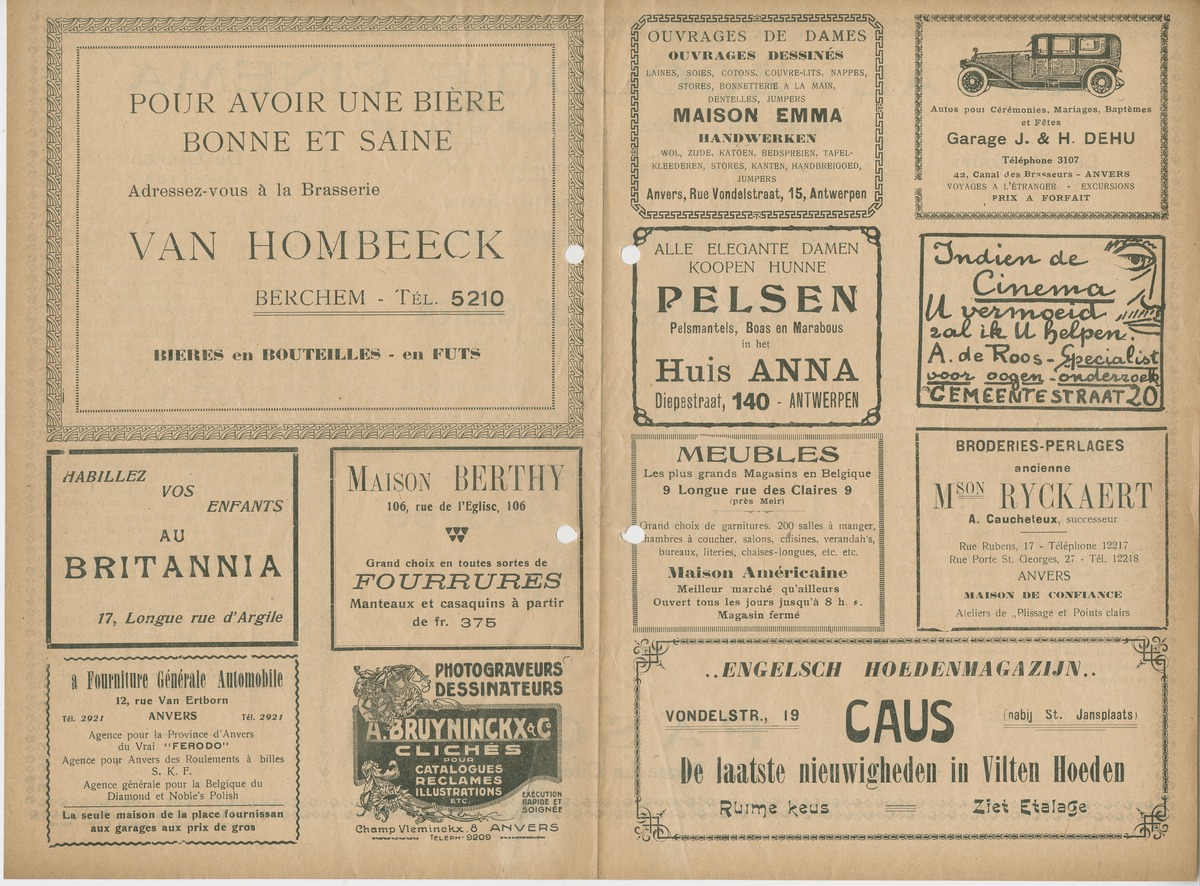 POUR AVOIR UNE BIÈRE
BONNE ET SAINE
Adressez-vous à la Brasserie
VAN HOMBEECK
BERCHEM - TÉL. 5210
BIERES en BOUTEILLES - en FUTS
HABILLEZ
VOS
ENFANTS
AU
BRITANNIA
17, Longue rue d'Argile
MAISON BERTHY
106, rue de l'Eglise, 106
Grand choix en toutes sortes de
FOURRURES
Manteaux et casaquins à partir
de fr. 375
a Fourniture Générale Automobile
12, rue Van Ertborn
Tél. 2921 ANVERS Tél. 2921
Agence pour la Province d'Anvers
du Vrai "FERODO"
Agence pour Anvers des Roulements à billes
S. K. F.
Agence générale pour la Belgique du
Diamond et Noble's Polish
La seule maison de la place fournissan
aux garages aux prix de gros
PHOTOGRAVEURS
DESSINATEURS
A. BRUYNINCKX & Co
CLICHÉS
POUR
CATALOGUES
RECLAMES
ILLUSTRATIONS
ETC.
EXÉCUTION
RAPIDE ET
SOIGNÉE
Champ Vleminckx, 8 ANVERS
TELEPH. 9209
OUVRAGES DE DAMES
OUVRAGES DESSINÉS
LAINES, SOIES, COTONS. COUVRE-LITS, NAPPES,
STORES, BONNETTERIE A LA MAIN,
DENTELLES, JUMPERS
MAISON EMMA
HANDWERKEN
WOL, ZIJDE, KATOEN, BEDSPREIEN, TAFEL-
KLEEDEREN, STORES, KANTEN, HANDBREIGOED,
JUMPERS
Anvers, Rue Vondelstraat, 15, Antwerpen
ALLE ELEGANTE DAMEN
KOOPEN HUNNE
PELSEN
Pelsmantels, Boas en Marabous
in het
Huis ANNA
Diepestraat, 140 - ANTWERPEN
MEUBLES
Les plus grands Magasins en Belgique
9 Longue rue des Claires 9
(près Meir)
Grand choix de garnitures. 200 salles à manger,
hambres à coucher, salons, cuisines, verandah's,
bureaux, literies, chaises-longues, etc. etc.
Maison Américaine
Meilleur marché qu'ailleurs
Ouvert tous les jours jusqu'à 8 h. s.
Magasin fermé
Autos pour Cérémonies, Mariages, Baptêmes
et Fêtes
Garage J. & H. DEHU
Téléphone 3107
42, Canal des Brasseurs - ANVERS
VOYAGES A L'ÉTRANGER - EXCURSIONS
PRIX A FORFAIT
Indien de
Cinema
U vermoeid
zal ik U helpen.
A. de Roos - Specialist
voor oogen-onderzoek
GEMEENTESTRAAT 20
BRODERIES-PERLAGES
ancienne
MSON RYCKAERT
A. Caucheteux, successeur
Rue Rubens, 17 - Téléphone 12217
Rue Porte St. Georges, 27 - Tél. 12218
ANVERS
MAISON DE CONFIANCE
Ateliers de „Plissage et Points clairs
..ENGELSCH HOEDENMAGAZIJN..
VONDELSTR., 19 CAUS (nabij St. Jansplaats)
De laatste nieuwigheden in Vilten Hoeden
Ruime keus Ziet Etalage